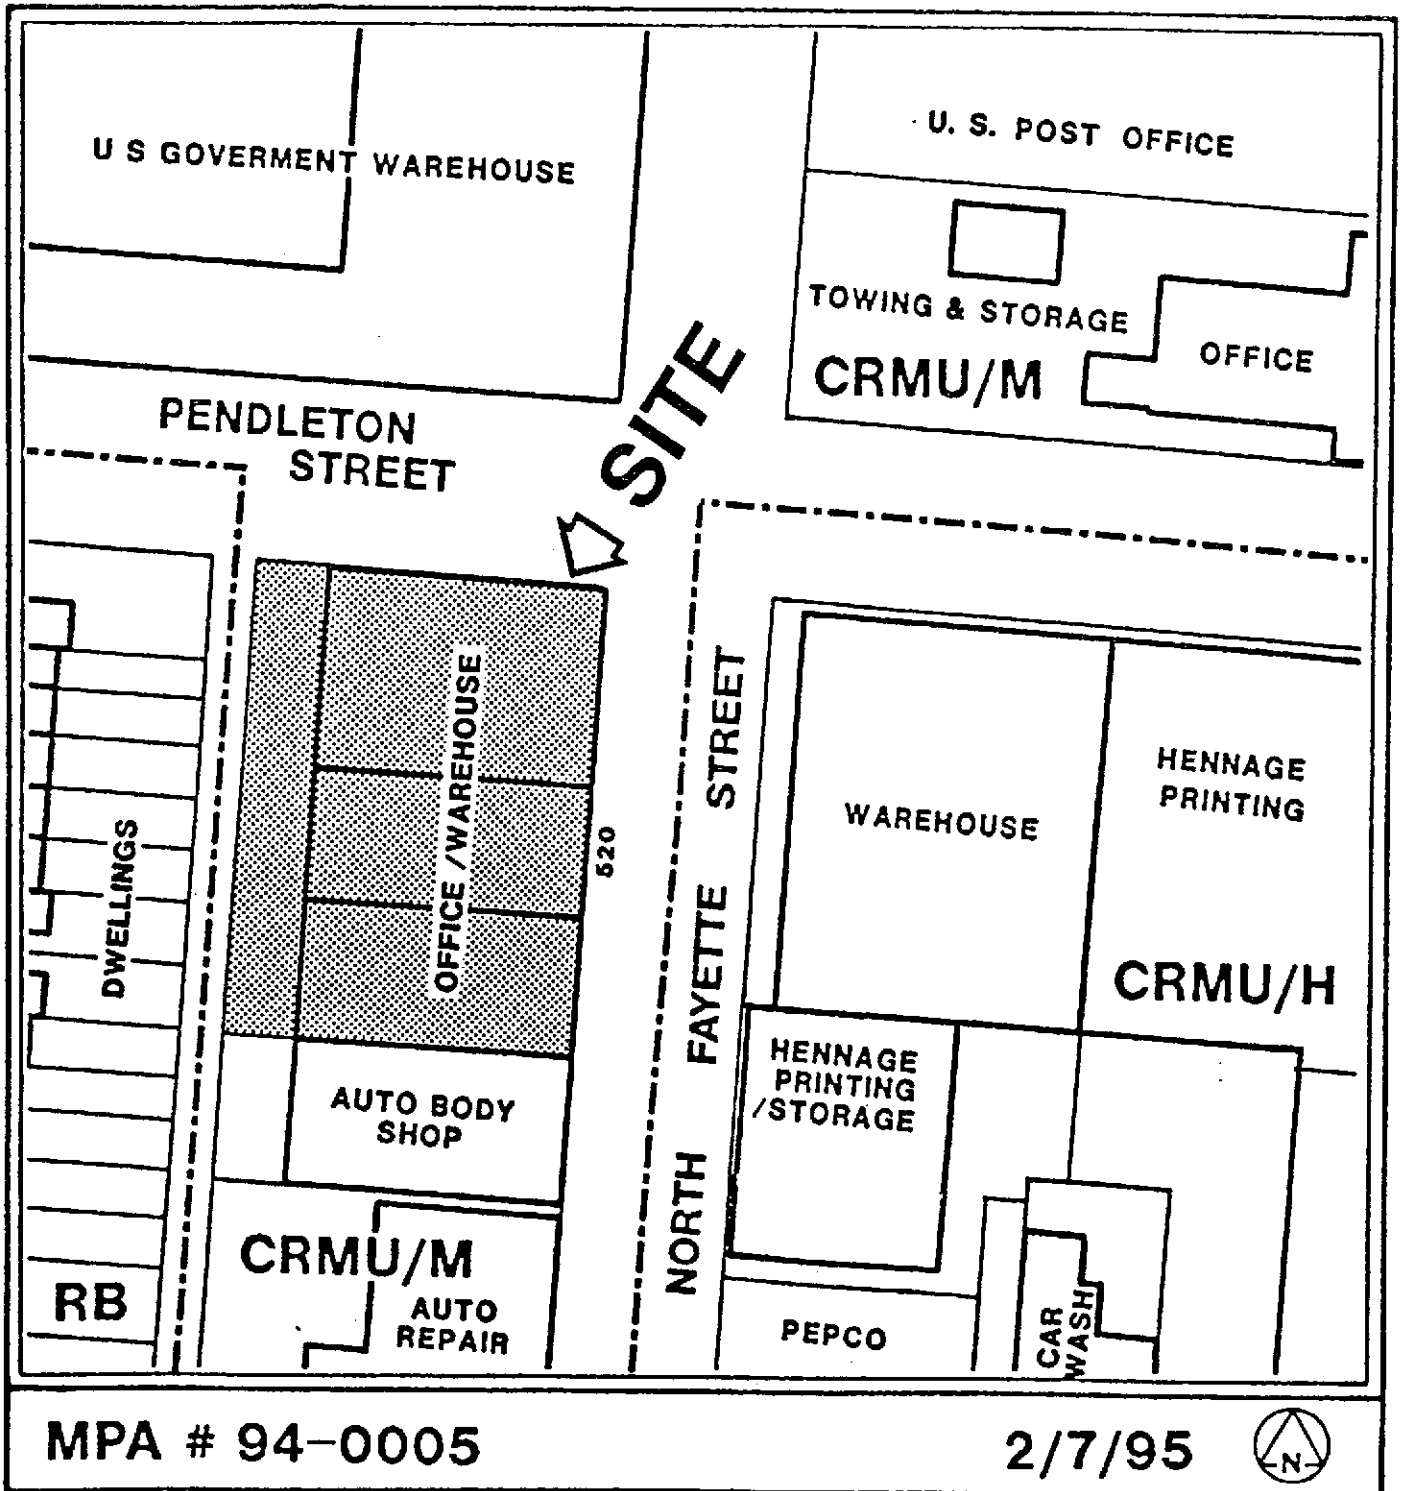 U S GOVERMENT WAREHOUSE
U. S. POST OFFICE
TOWING & STORAGE
OFFICE
CRMU/M
SITE
PENDLETON
STREET
OFFICE/WAREHOUSE
520
DWELLINGS
NORTH FAYETTE STREET
WAREHOUSE
HENNAGE
PRINTING
CRMU/H
HENNAGE
PRINTING
/STORAGE
AUTO BODY
SHOP
CRMU/M
RB
AUTO
REPAIR
PEPCO
CAR
WASH
MPA # 94-0005
2/7/95
N